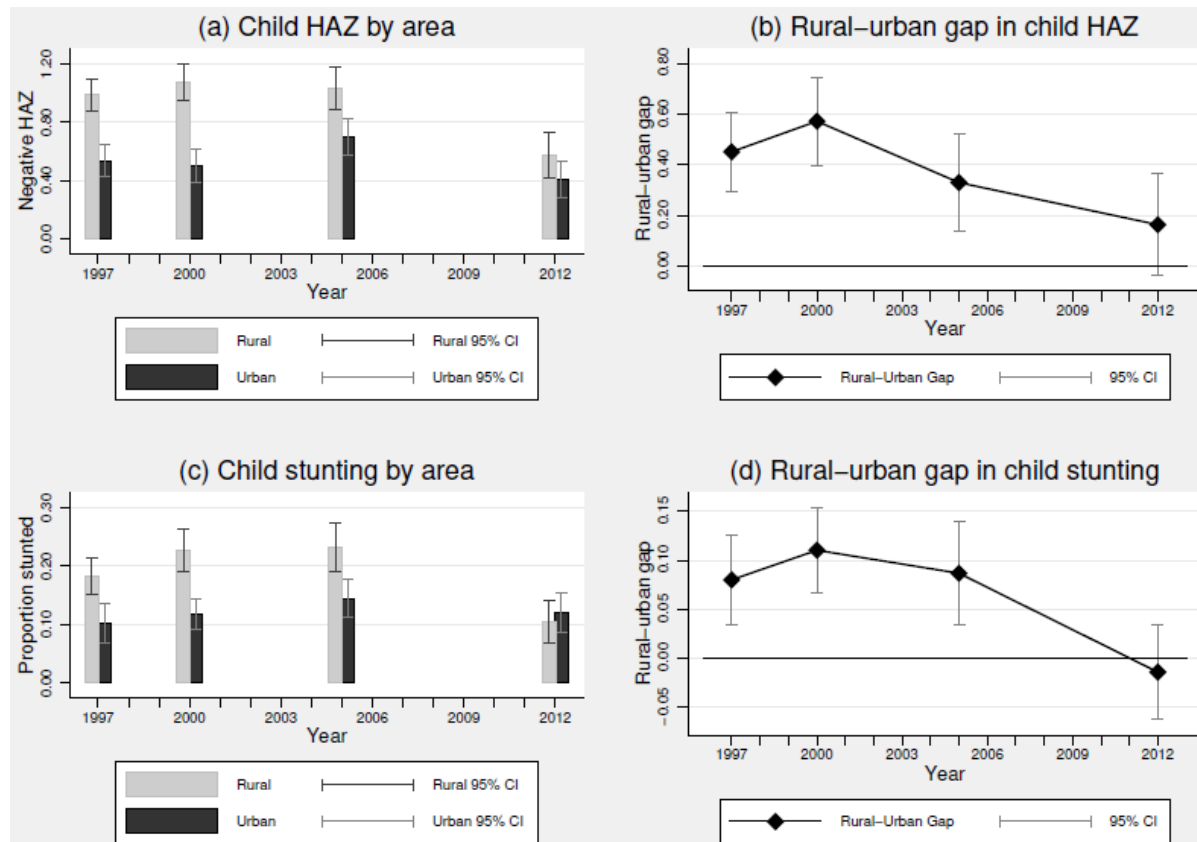 (a) Child HAZ by area
Negative HAZ
1.20
0.80
0.40
0.00
1997 2000 2003 2006 2009 2012
Year
Rural Rural 95% CI
Urban Urban 95% CI
(b) Rural−urban gap in child HAZ
Rural−urban gap
0.80
0.60
0.40
0.20
0.00
1997 2000 2003 2006 2009 2012
Year
Rural−Urban Gap 95% CI
(c) Child stunting by area
Proportion stunted
0.30
0.20
0.10
0.00
1997 2000 2003 2006 2009 2012
Year
Rural Rural 95% CI
Urban Urban 95% CI
(d) Rural−urban gap in child stunting
Rural−urban gap
0.15
0.10
0.05
0.00
−0.05
1997 2000 2003 2006 2009 2012
Year
Rural−Urban Gap 95% CI